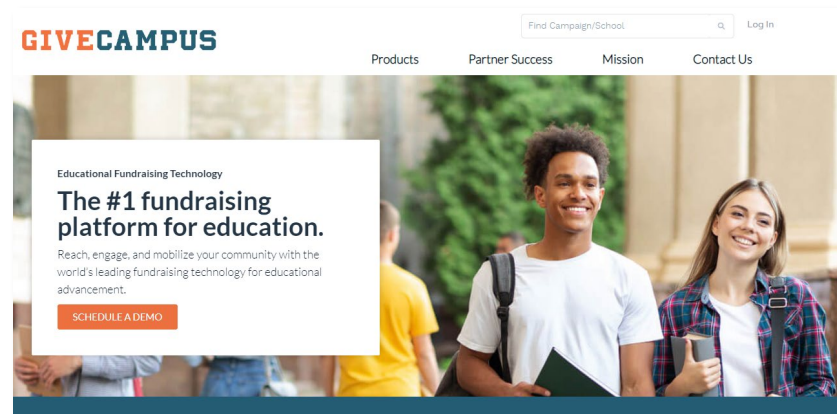 GIVECAMPUS
Find Campaign/School
Log In
Products
Partner Success
Mission
Contact Us
Educational Fundraising Technology
The #1 fundraising
platform for education.
Reach, engage, and mobilize your community with the
world's leading fundraising technology for educational
advancement.
SCHEDULE A DEMO